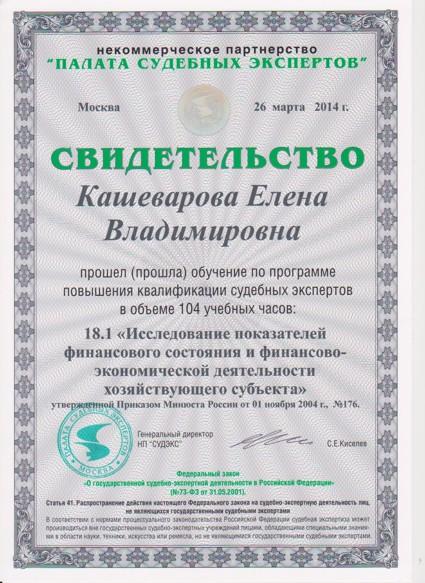 некоммерческое партнерство
"ПАЛАТА СУДЕБНЫХ ЭКСПЕРТОВ"
Москва 26 марта 2014 г.
СВИДЕТЕЛЬСТВО
Кашеварова Елена
Владимировна
прошел (прошла) обучение по программе
повышения квалификации судебных экспертов
в объеме 104 учебных часов:
18.1 «Исследование показателей
финансового состояния и финансово-
экономической деятельности
хозяйствующего субъекта»
утвержденной Приказом Минюста России от 01 ноября 2004 г., №176.
ПАЛАТА СУДЕБНЫХ ЭКСПЕРТОВ
МОСКВА
Генеральный директор
НП "СУДЭКС"
С.Е.Киселев
Федеральный закон
«О государственной судебно-экспертной деятельности в Российской Федерации»
(№73-ФЗ от 31.05.2001).
Статья 41. Распространение действия настоящего Федерального закона на судебно-экспертную деятельность лиц,
не являющихся государственными судебными экспертами
В соответствии с нормами процессуального законодательства Российской Федерации судебная экспертиза может
производиться вне государственных судебно-экспертных учреждений лицами, обладающими специальными знания-
ми в области науки, техники, искусства или ремесла, но не являющимися государственными судебными экспертами.